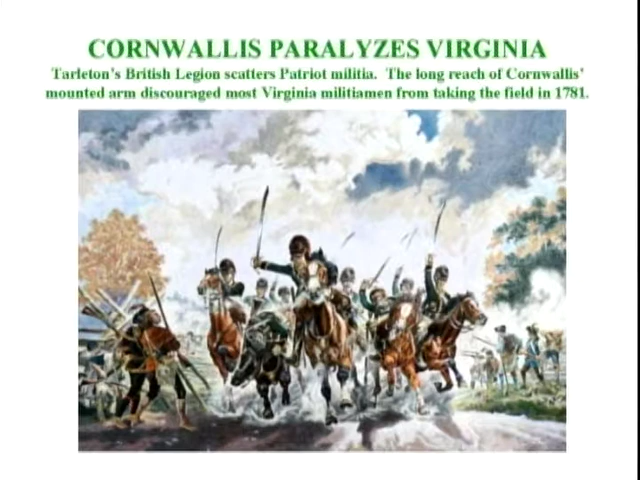 CORNWALLIS PARALYZES VIRGINIA
Tarleton's British Legion scatters Patriot militia. The long reach of Cornwallis'
mounted arm discouraged most Virginia militiamen from taking the field in 1781.